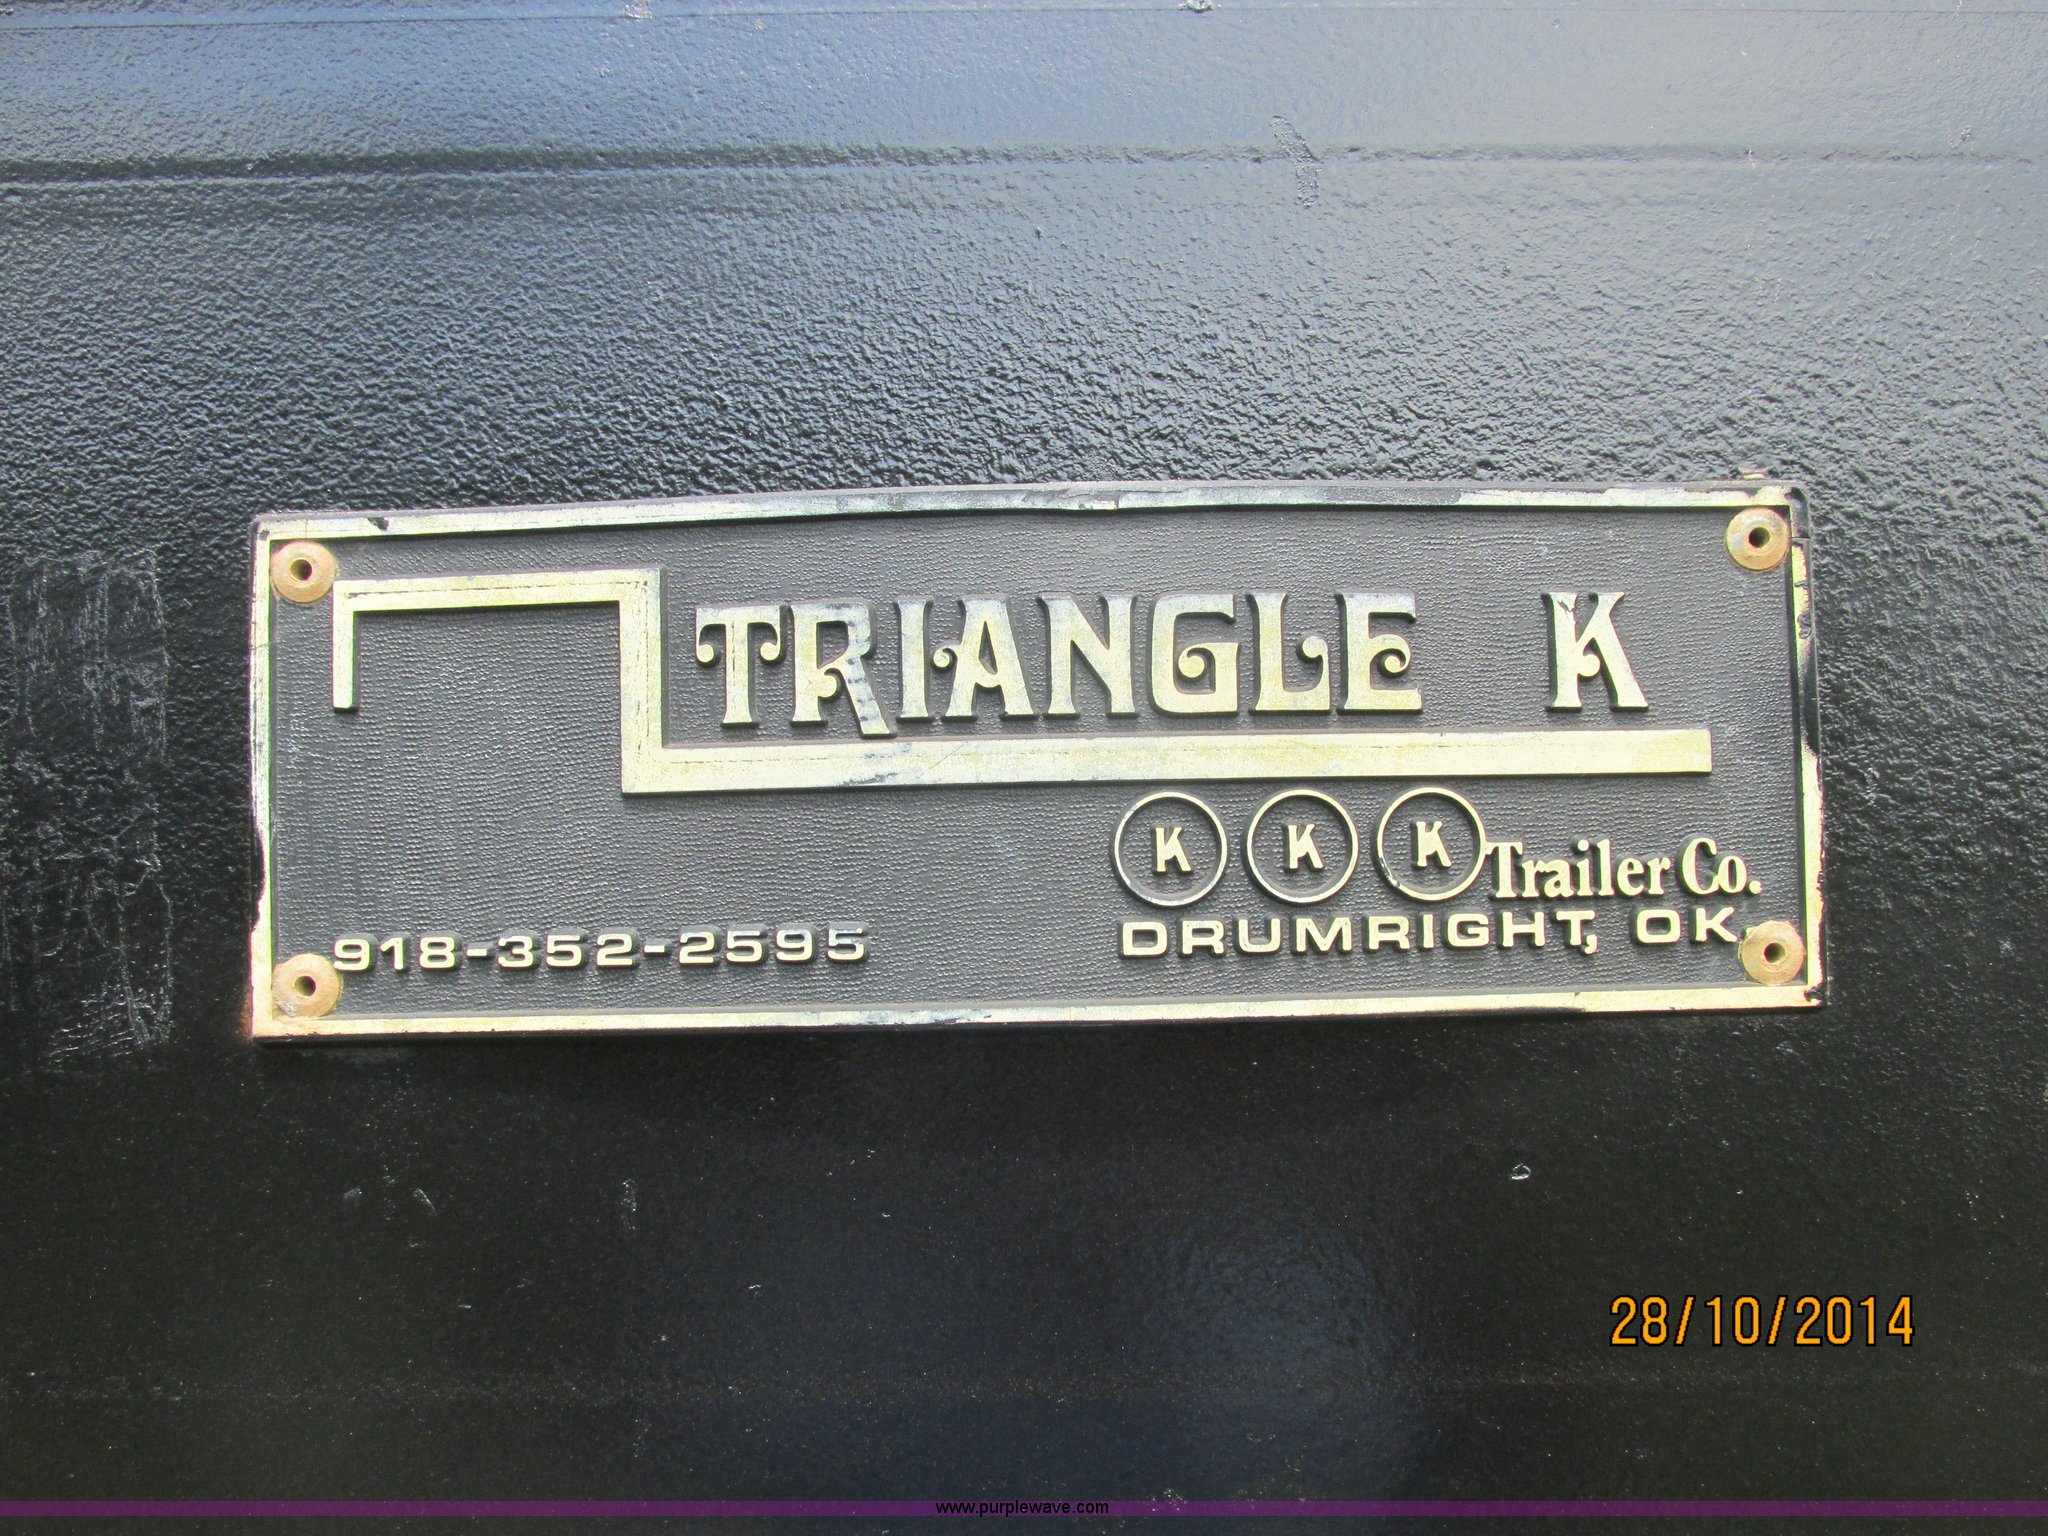 TRIANGLE K
K K K Trailer Co.
918-352-2595 DRUMRIGHT, OK.
28/10/2014
www.purplewave.com